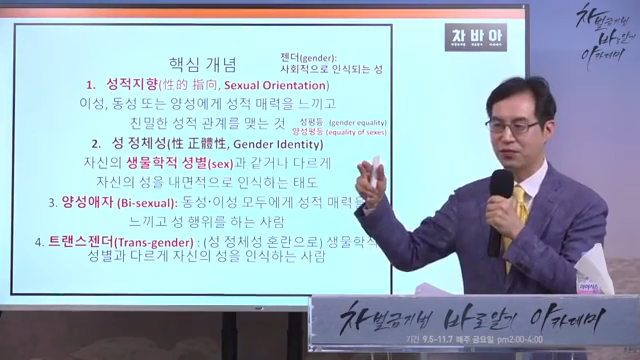 차바아
핵심 개념
젠더(gender):
사회적으로 인식되는 성
1. 성적지향(性的 指向, Sexual Orientation)
이성, 동성 또는 양성에게 성적 매력을 느끼고
친밀한 성적 관계를 맺는 것
성평등 (gender equality)
양성평등 (equality of sexes)
2. 성 정체성(性 正體性, Gender Identity)
자신의 생물학적 성별(sex)과 같거나 다르게
자신의 성을 내면적으로 인식하는 태도
3. 양성애자 (Bi-sexual): 동성·이성 모두에게 성적 매력을
느끼고 성 행위를 하는 사람
4. 트랜스젠더(Trans-gender) : (성 정체성 혼란으로) 생물학적
성별과 다르게 자신의 성을 인식하는 사람
차별금지법
바로알기
아카데미
차별금지법 바로알기 아카데미
기간 9.5-11.7 매주 금요일 pm2:00-4:00